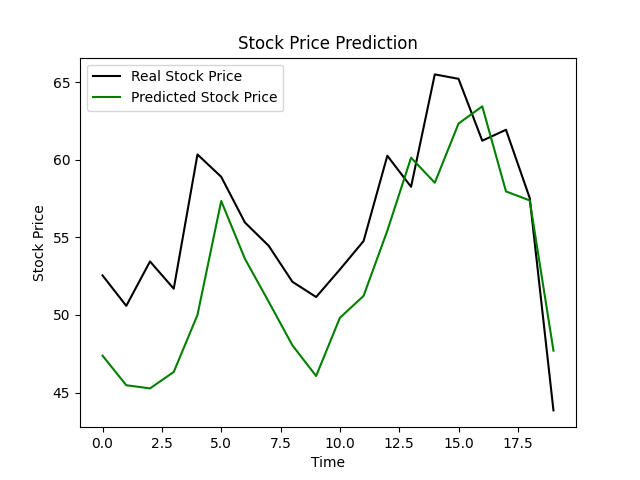 Stock Price Prediction
Real Stock Price
Predicted Stock Price
65
60
55
50
45
Stock Price
0.0 2.5 5.0 7.5 10.0 12.5 15.0 17.5
Time